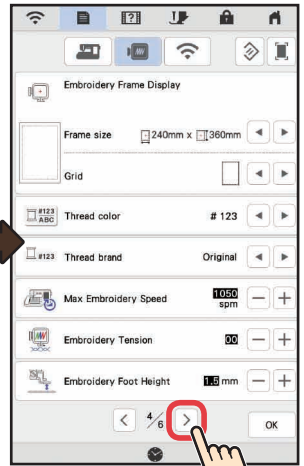 Embroidery Frame Display
Frame size 240mm x 360mm
Grid
#123 ABC Thread color # 123
#123 Thread brand Original
Max Embroidery Speed 1050 spm
Embroidery Tension 00
Embroidery Foot Height 1.5 mm
< 4/6 > OK